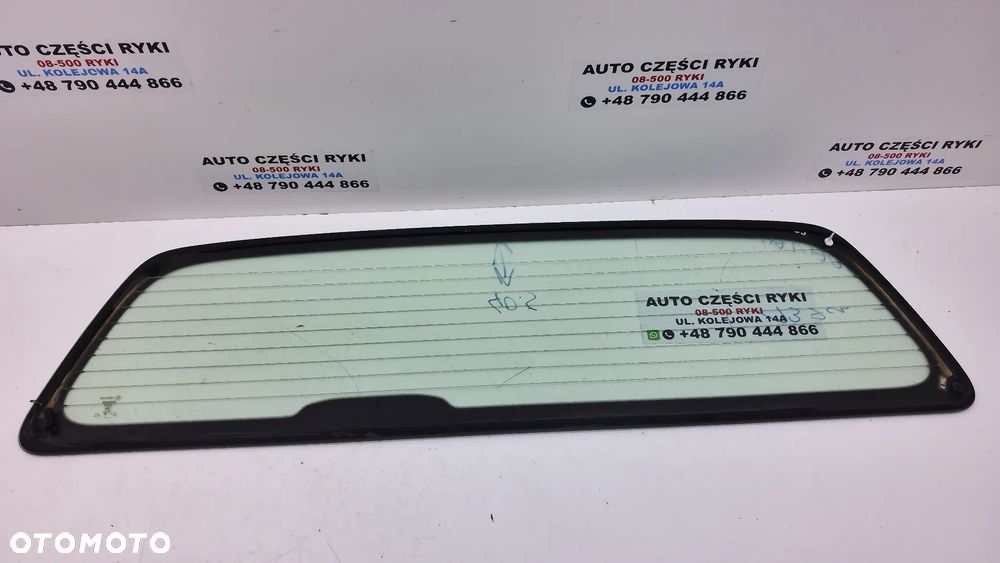 AUTO CZĘŚCI RYKI
08-500 RYKI
UL. KOLEJOWA 14A
+48 790 444 866
TO CZĘŚCI RYKI
08-500 RYKI
UL. KOLEJOWA 14A
+48 790 444 866
AUTO CZĘŚCI RYKI
08-500 RYKI
UL. KOLEJOWA 14A
+48 790 444 866
AUTO CZĘŚCI RYKI
08-500 RYKI
UL. KOLEJOWA 14A
+48 790 444 866
AUTO CZĘŚCI RYKI
08-500 RYKI
UL. KOLEJOWA 14A
+48 790 444 866
OTOMOTO